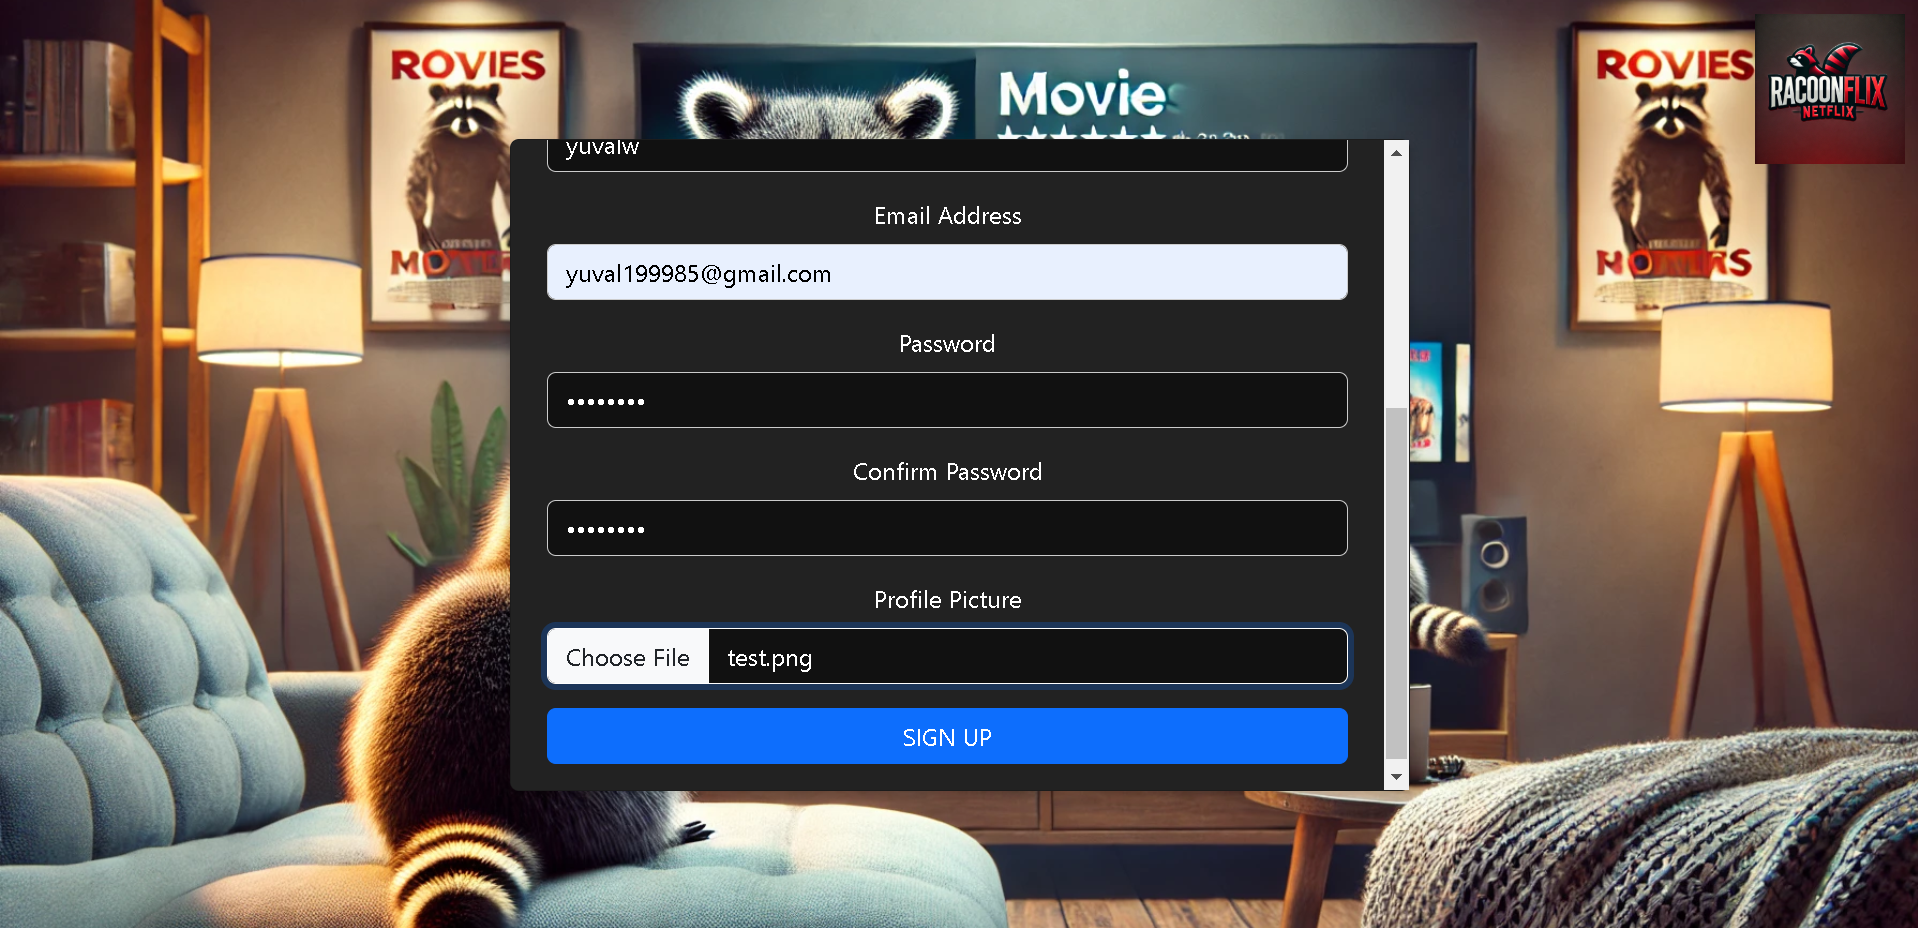 ROVIES
Movie
ROVIES
RACOONFLIX
NETFLIX
yuvalw
Email Address
yuval199985@gmail.com
Password
••••••••
Confirm Password
••••••••
Profile Picture
Choose File test.png
SIGN UP